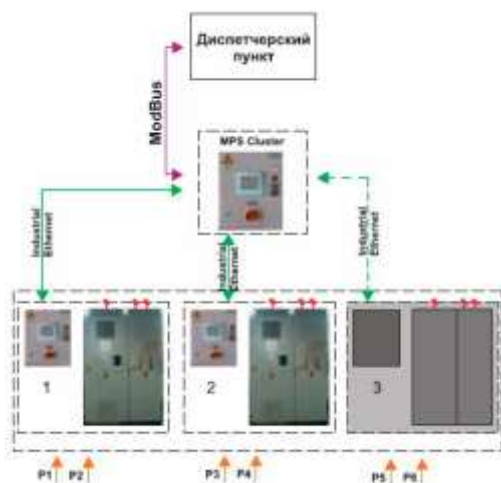 Диспетчерский
пункт
ModBus
MPS Cluster
Industrial
Ethernet
Industrial
Ethernet
Industrial
Ethernet
1
2
3
P1
P2
P3
P4
P5
P6